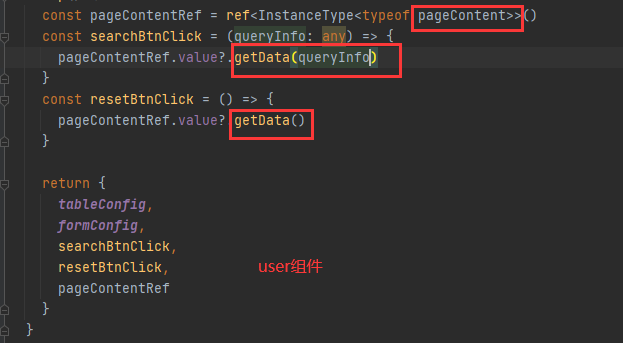 const pageContentRef = ref<InstanceType<typeof pageContent>>()
const searchBtnClick = (queryInfo: any) => {
pageContentRef.value?.getData(queryInfo)
}
const resetBtnClick = () => {
pageContentRef.value?.getData()
}
return {
tableConfig,
formConfig,
searchBtnClick,
resetBtnClick,
user组件
pageContentRef
}
}